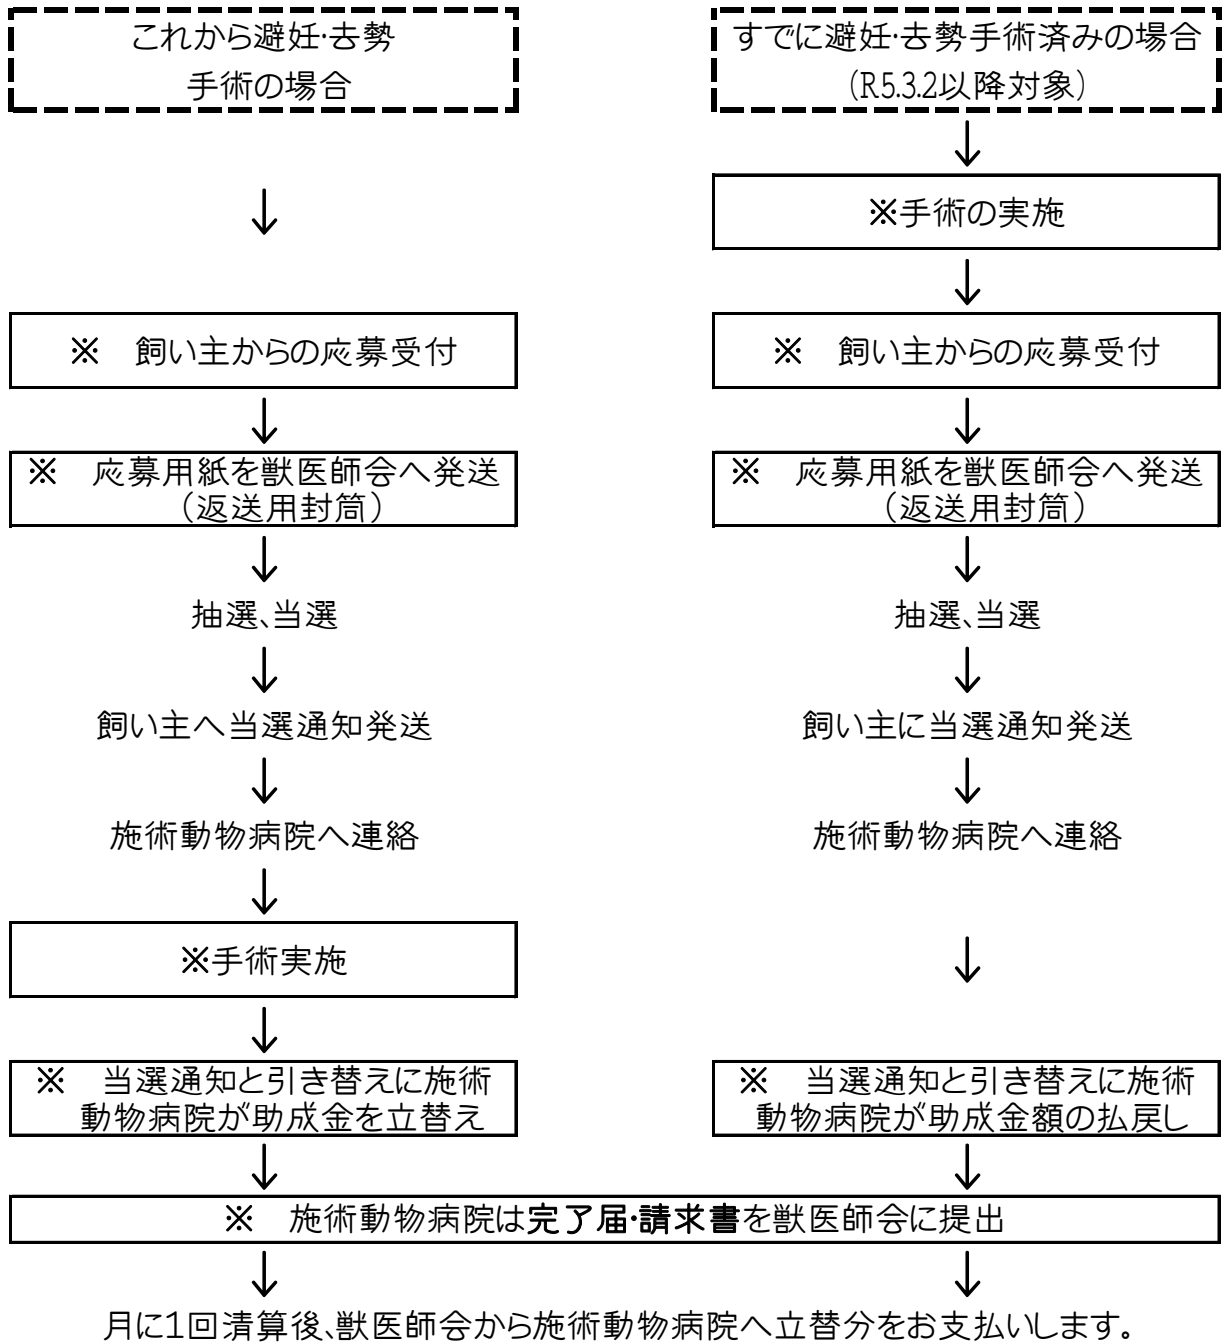 これから避妊・去勢
手術の場合
※　飼い主からの応募受付
※　応募用紙を獣医師会へ発送
(返送用封筒)
抽選、当選
飼い主へ当選通知発送
施術動物病院へ連絡
※手術実施
※　当選通知と引き替えに施術
動物病院が助成金を立替え
すでに避妊・去勢手術済みの場合
(R5.3.2以降対象)
※手術の実施
※　飼い主からの応募受付
※　応募用紙を獣医師会へ発送
(返送用封筒)
抽選、当選
飼い主に当選通知発送
施術動物病院へ連絡
※　当選通知と引き替えに施術
動物病院が助成金額の払戻し
※　施術動物病院は完了届・請求書を獣医師会に提出
月に1回清算後、獣医師会から施術動物病院へ立替分をお支払いします。